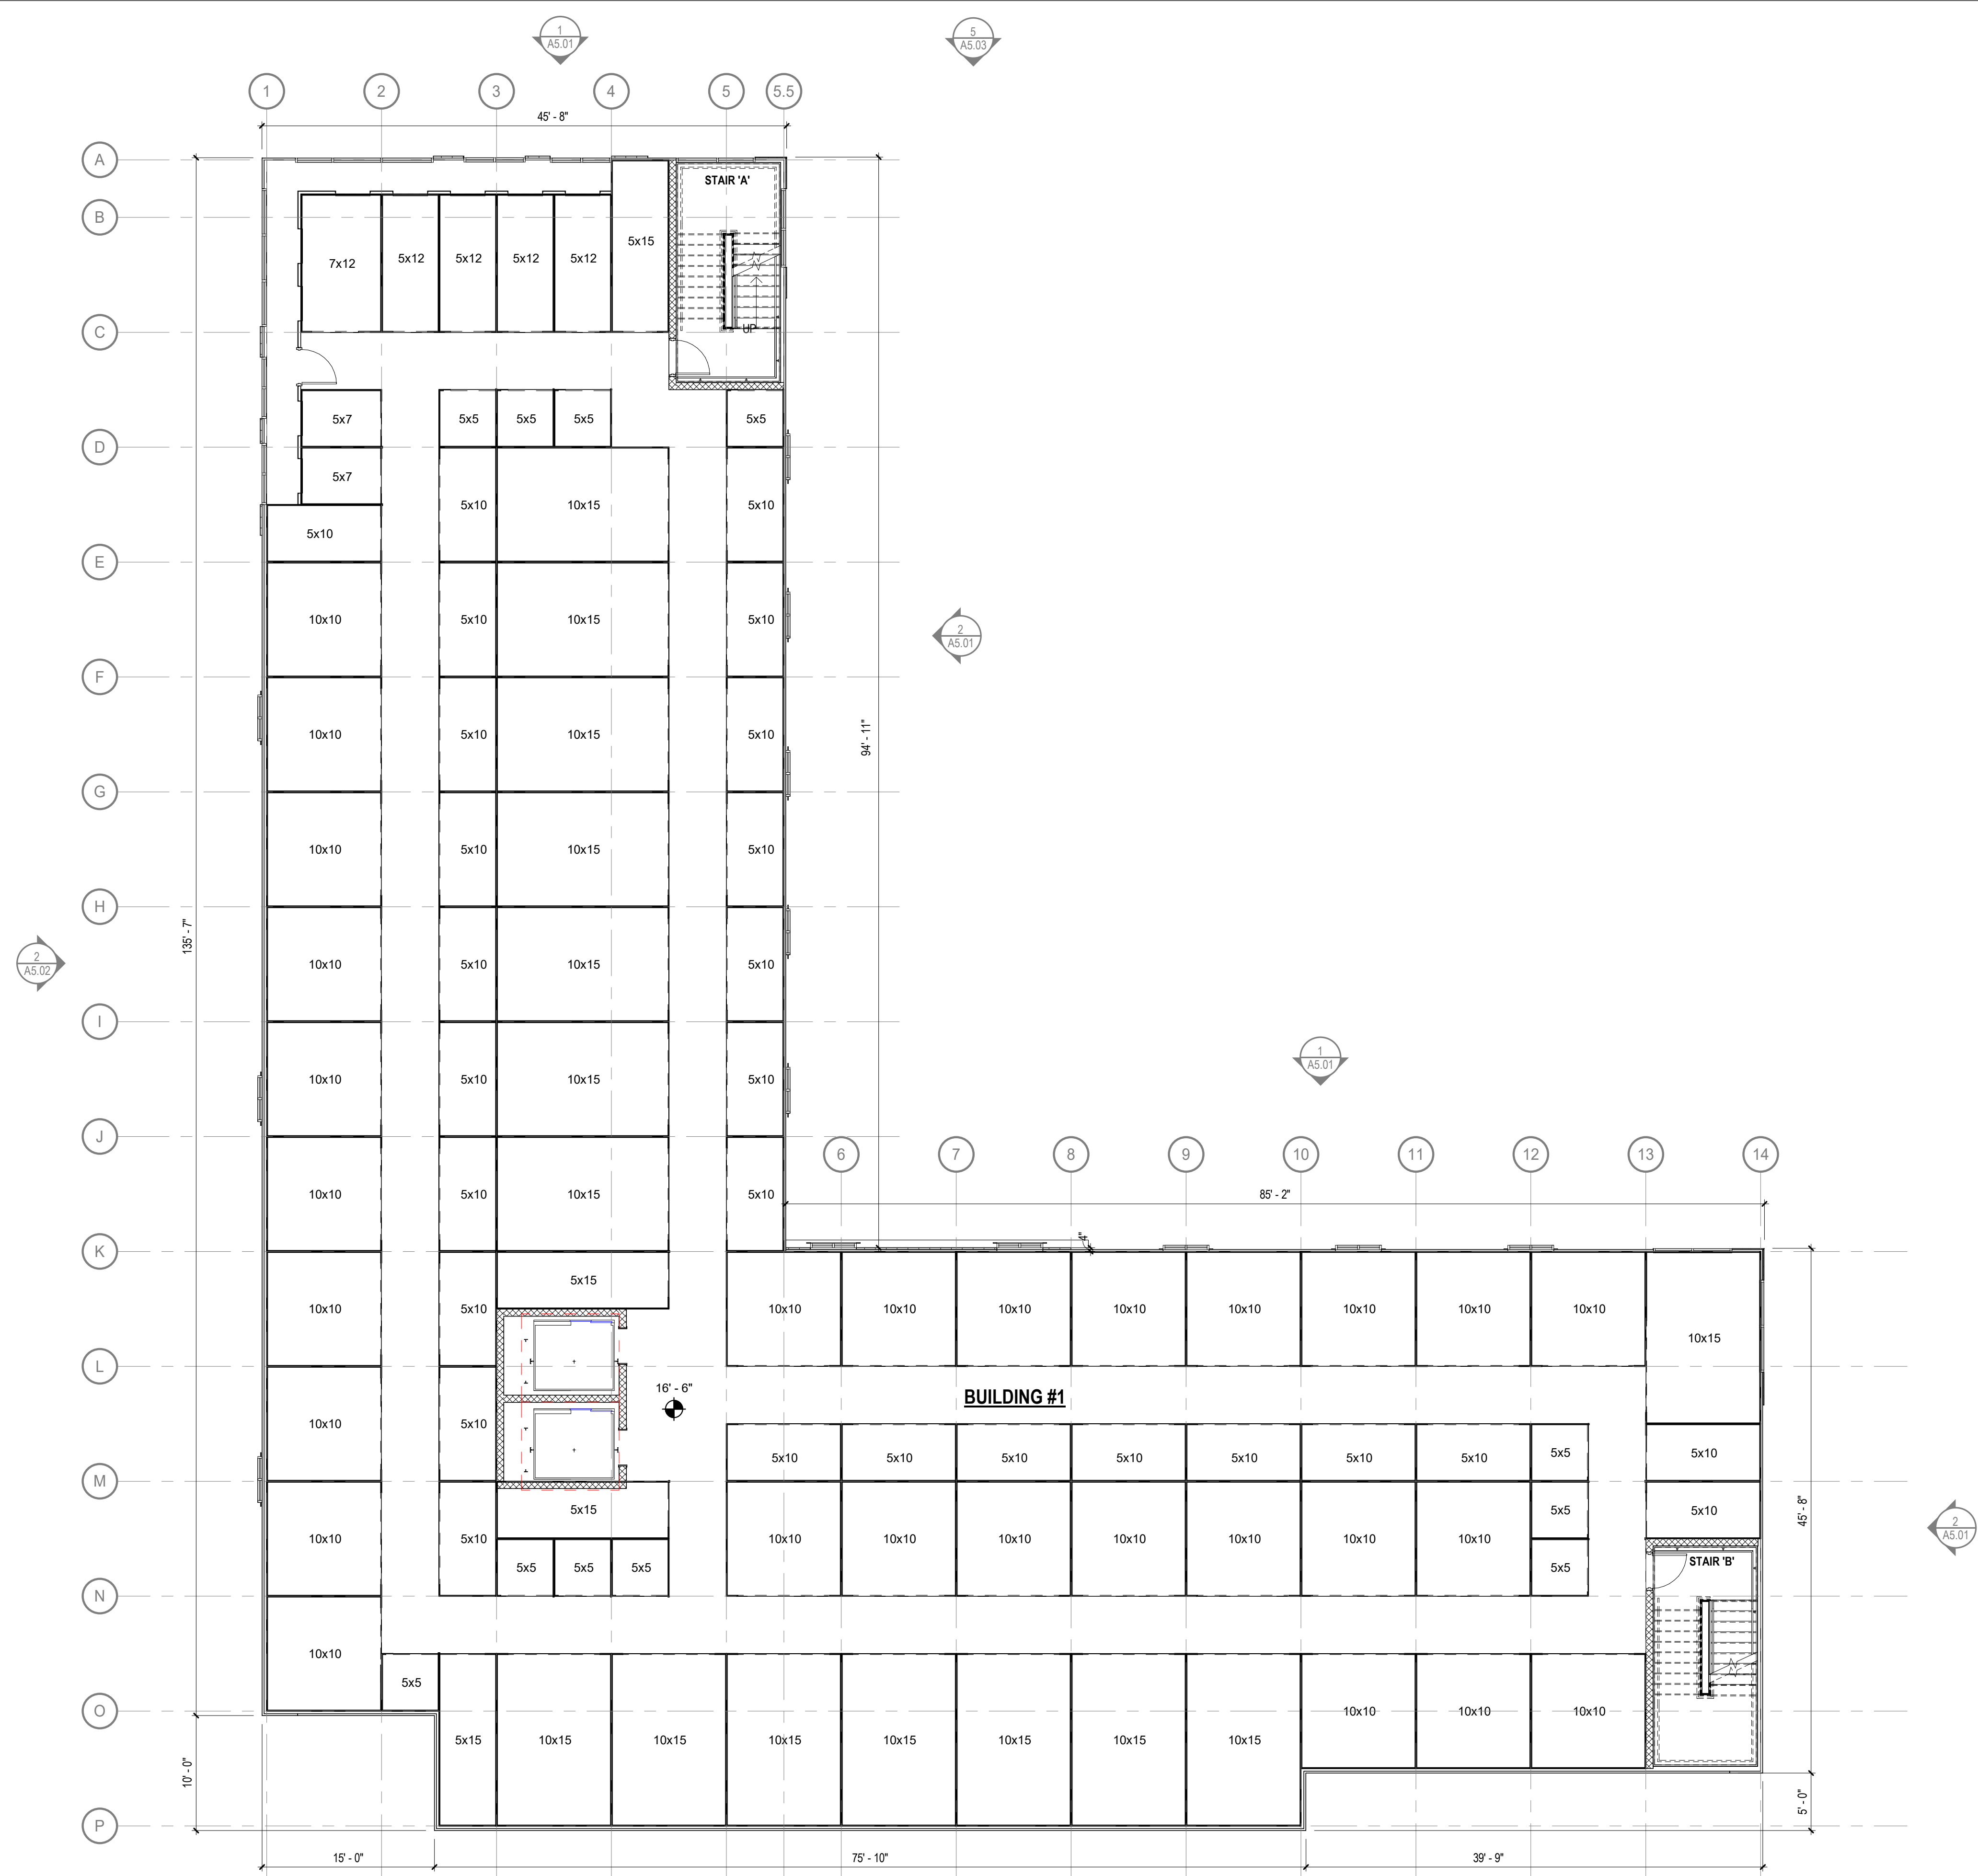 1
A5.01
5
A5.03
1 2 3 4 5 5.5
45' - 8"
A
STAIR 'A'
B
5x15
7x12 5x12 5x12 5x12 5x12
C
UP
5x7 5x5 5x5 5x5 5x5
D
5x7
5x10 10x15 5x10
5x10
E
10x10 5x10 10x15 5x10
2
A5.01
F
10x10 5x10 10x15 5x10
94' - 11"
G
10x10 5x10 10x15 5x10
H
135' - 7"
2
A5.02
10x10 5x10 10x15 5x10
I
1
A5.01
10x10 5x10 10x15 5x10
J
6 7 8 9 10 11 12 13 14
10x10 5x10 10x15 5x10
85' - 2"
4"
K
5x15
10x10 5x10 10x10 10x10 10x10 10x10 10x10 10x10 10x10 10x10
10x15
L
16' - 6"
BUILDING #1
10x10 5x10
5x10 5x10 5x10 5x10 5x10 5x10 5x10 5x5 5x10
M
5x15
5x5 5x10
45' - 8"
2
A5.01
10x10 5x10 10x10 10x10 10x10 10x10 10x10 10x10 10x10
STAIR 'B'
5x5 5x5 5x5 5x5
N
10x10
5x5
O
10x10 10x10 10x10
5x15 10x15 10x15 10x15 10x15 10x15 10x15 10x15
10' - 0"
5' - 0"
P
15' - 0" 75' - 10" 39' - 9"